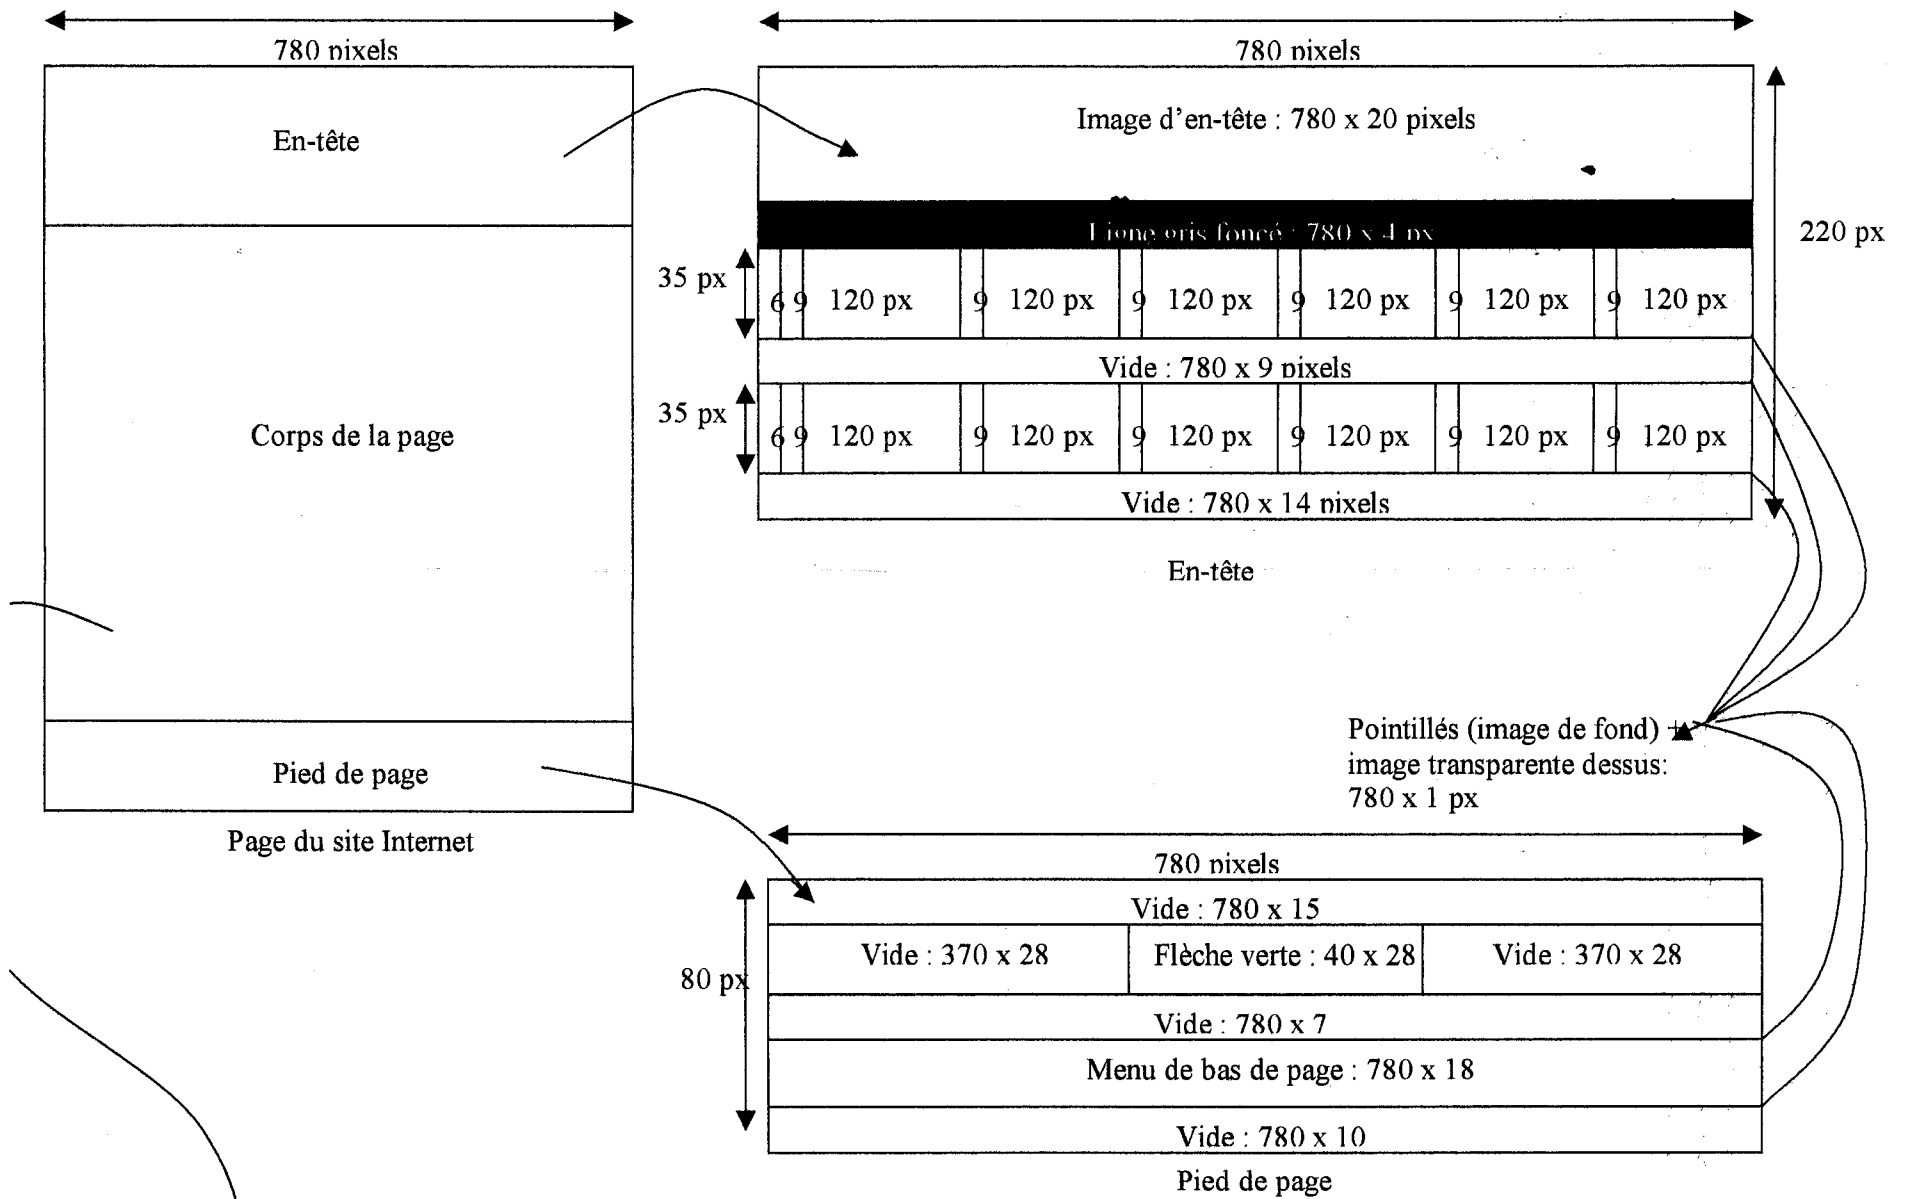 780 pixels
En-tête
Corps de la page
Pied de page
Page du site Internet
780 pixels
Image d'en-tête : 780 x 20 pixels
Ligne gris foncé : 780 x 4 px
220 px
35 px
6 9 120 px 9 120 px 9 120 px 9 120 px 9 120 px 9 120 px
Vide : 780 x 9 pixels
35 px
6 9 120 px 9 120 px 9 120 px 9 120 px 9 120 px 9 120 px
Vide : 780 x 14 pixels
En-tête
Pointillés (image de fond) +
image transparente dessus:
780 x 1 px
780 pixels
Vide : 780 x 15
Vide : 370 x 28 Flèche verte : 40 x 28 Vide : 370 x 28
80 px
Vide : 780 x 7
Menu de bas de page : 780 x 18
Vide : 780 x 10
Pied de page